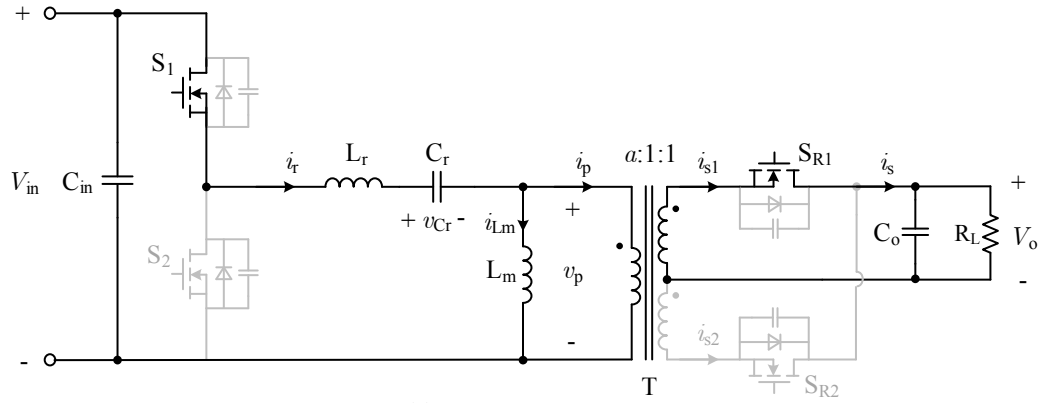 +
S1
ir
Lr
Cr
ip
a:1:1
is1
SR1
is
+
Vin
Cin
+ vCr -
iLm
+
Co
RL
Vo
S2
Lm
vp
-
is2
-
-
T
SR2